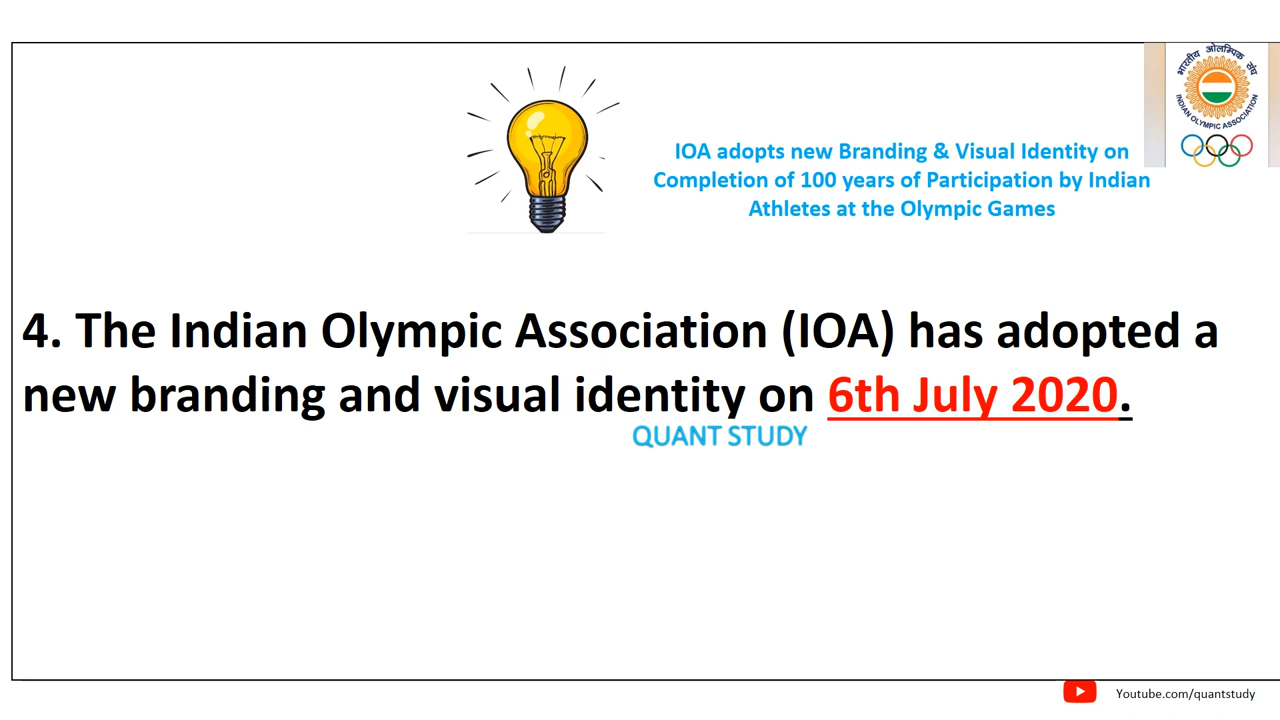 भारतीय ओलम्पिक संघ
INDIAN OLYMPIC ASSOCIATION
IOA adopts new Branding & Visual Identity on
Completion of 100 years of Participation by Indian
Athletes at the Olympic Games
4. The Indian Olympic Association (IOA) has adopted a
new branding and visual identity on 6th July 2020.
QUANT STUDY
Youtube.com/quantstudy